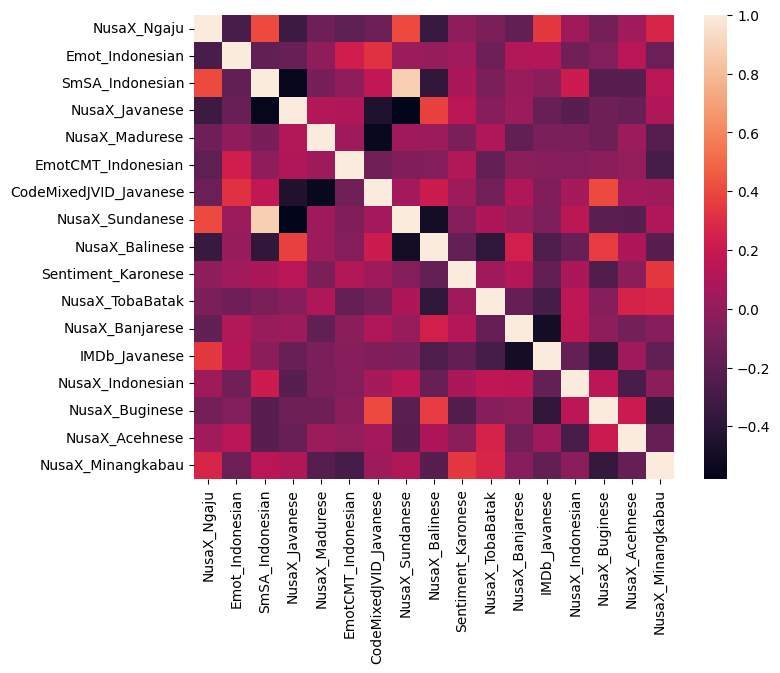 NusaX_Ngaju
Emot_Indonesian
SmSA_Indonesian
NusaX_Javanese
NusaX_Madurese
EmotCMT_Indonesian
CodeMixedJVID_Javanese
NusaX_Sundanese
NusaX_Balinese
Sentiment_Karonese
NusaX_TobaBatak
NusaX_Banjarese
IMDb_Javanese
NusaX_Indonesian
NusaX_Buginese
NusaX_Acehnese
NusaX_Minangkabau
NusaX_Ngaju
Emot_Indonesian
SmSA_Indonesian
NusaX_Javanese
NusaX_Madurese
EmotCMT_Indonesian
CodeMixedJVID_Javanese
NusaX_Sundanese
NusaX_Balinese
Sentiment_Karonese
NusaX_TobaBatak
NusaX_Banjarese
IMDb_Javanese
NusaX_Indonesian
NusaX_Buginese
NusaX_Acehnese
NusaX_Minangkabau
1.0
0.8
0.6
0.4
0.2
0.0
−0.2
−0.4